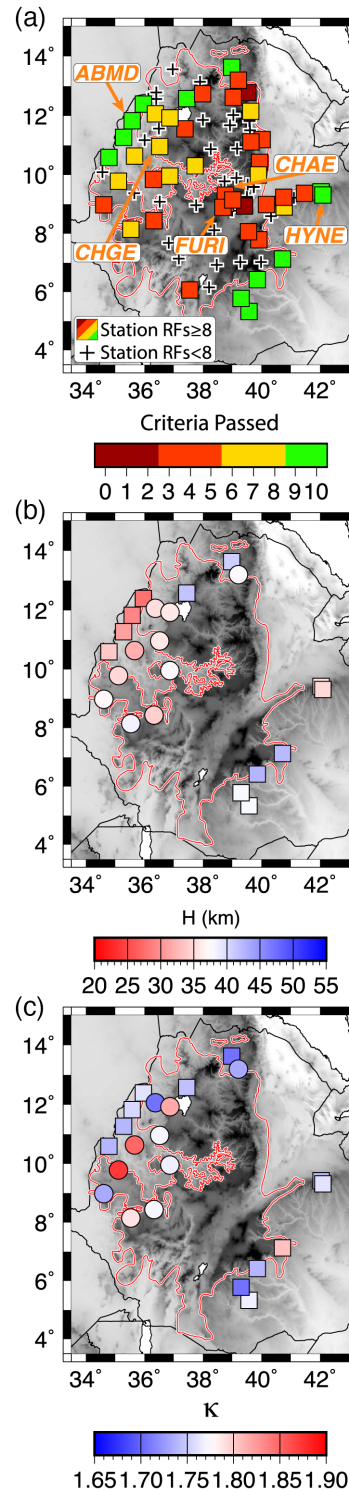 (a)
14°
12°
10°
8°
6°
4°
ABMD
CHAE
CHGE
FURI
HYNE
Station RFs≥8
Station RFs<8
34° 36° 38° 40° 42°
Criteria Passed
0 1 2 3 4 5 6 7 8 9 10
(b)
14°
12°
10°
8°
6°
4°
34° 36° 38° 40° 42°
H (km)
20 25 30 35 40 45 50 55
(c)
14°
12°
10°
8°
6°
4°
34° 36° 38° 40° 42°
κ
1.65 1.70 1.75 1.80 1.85 1.90